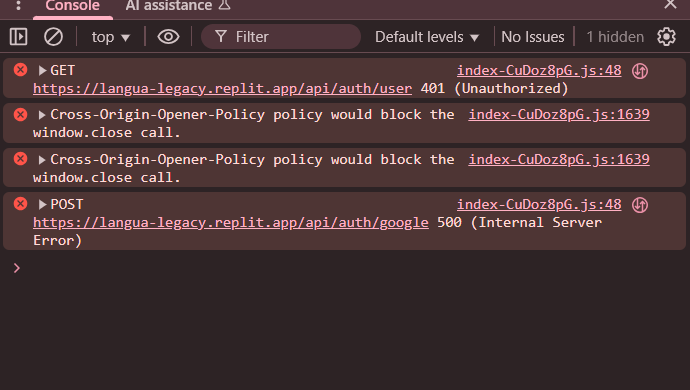 Console AI assistance
top Filter Default levels No Issues 1 hidden
GET index-CuDoz8pG.js:48
https://langua-legacy.replit.app/api/auth/user 401 (Unauthorized)
Cross-Origin-Opener-Policy policy would block the index-CuDoz8pG.js:1639
window.close call.
Cross-Origin-Opener-Policy policy would block the index-CuDoz8pG.js:1639
window.close call.
POST index-CuDoz8pG.js:48
https://langua-legacy.replit.app/api/auth/google 500 (Internal Server
Error)